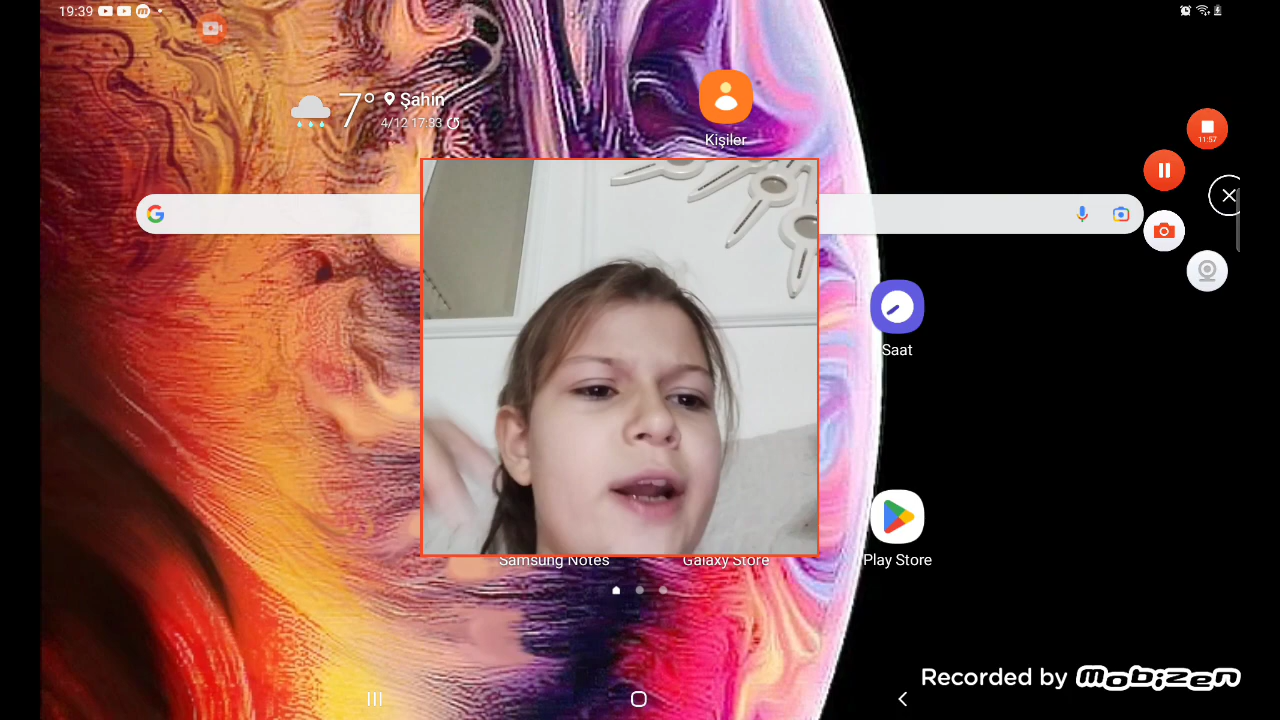 19:39
7° Şahin
4/12 17:33
Kişiler
11:57
Saat
Samsung Notes
Galaxy Store
Play Store
Recorded by Mobizen